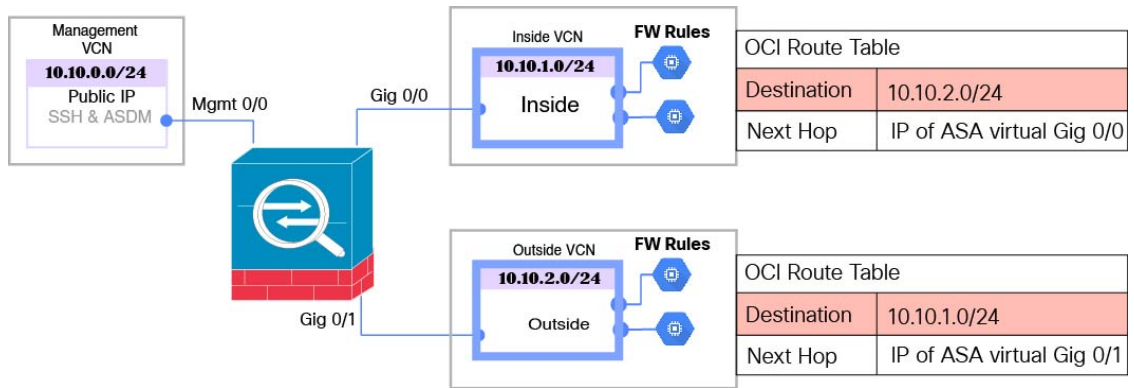 Management
VCN
10.10.0.0/24
Public IP
SSH & ASDM
Mgmt 0/0
Gig 0/0
Inside VCN
FW Rules
10.10.1.0/24
Inside
OCI Route Table
Destination 10.10.2.0/24
Next Hop IP of ASA virtual Gig 0/0
Gig 0/1
Outside VCN
FW Rules
10.10.2.0/24
Outside
OCI Route Table
Destination 10.10.1.0/24
Next Hop IP of ASA virtual Gig 0/1